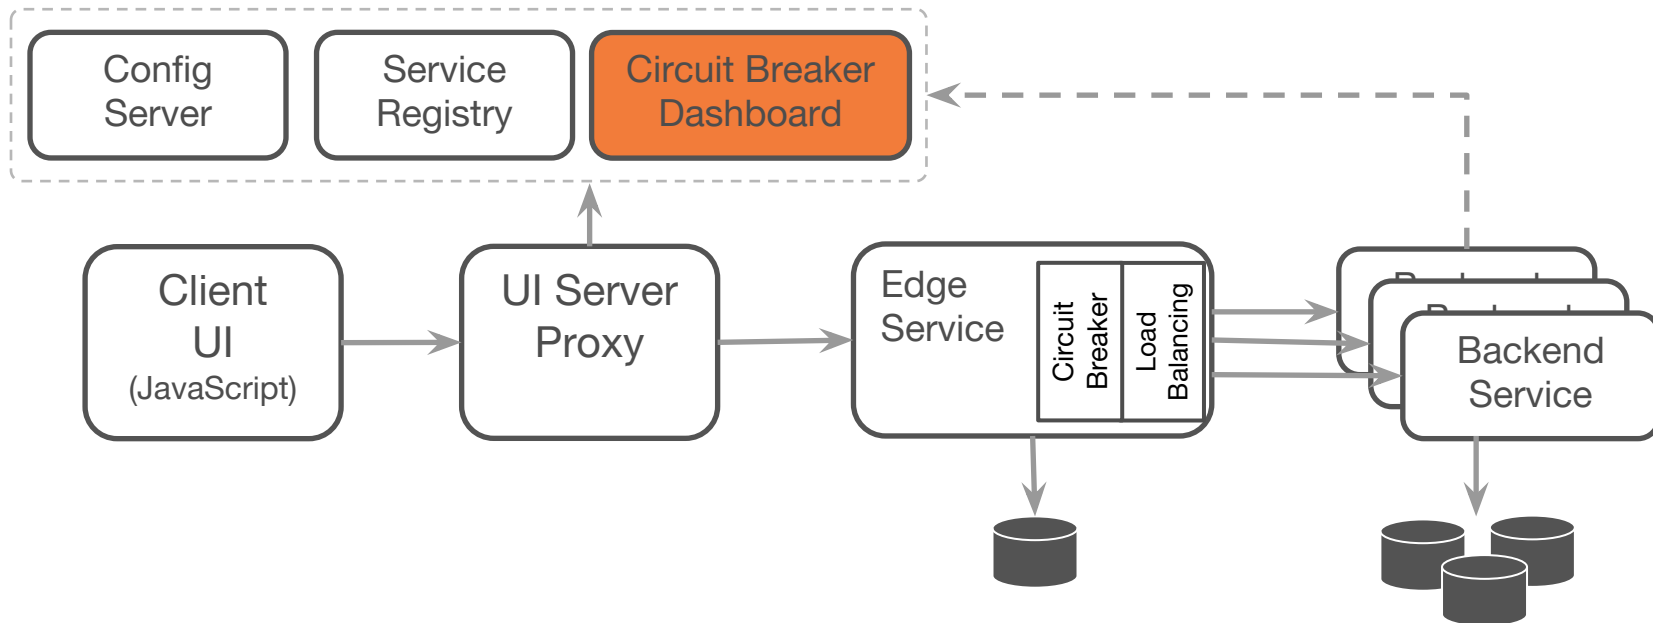 Config
Server
Service
Registry
Circuit Breaker
Dashboard
Client
UI
(JavaScript)
UI Server
Proxy
Edge
Service
Circuit
Breaker
Load
Balancing
Backend
Service